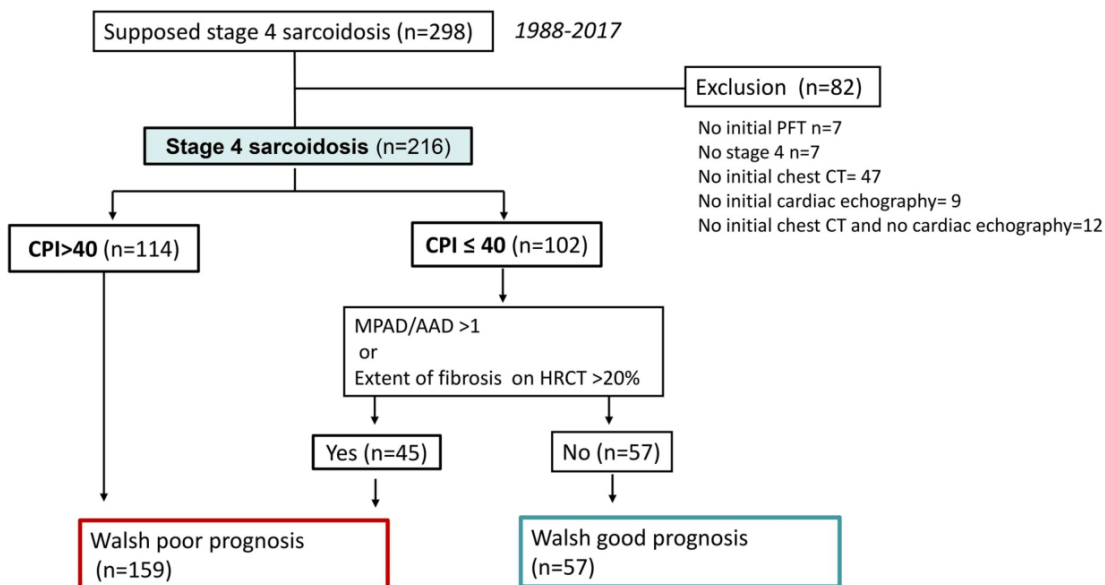 Supposed stage 4 sarcoidosis (n=298)
1988-2017
Exclusion (n=82)
No initial PFT n=7
No stage 4 n=7
No initial chest CT= 47
No initial cardiac echography= 9
No initial chest CT and no cardiac echography=12
Stage 4 sarcoidosis (n=216)
CPI>40 (n=114)
CPI ≤ 40 (n=102)
MPAD/AAD >1
or
Extent of fibrosis on HRCT >20%
Yes (n=45)
No (n=57)
Walsh poor prognosis
(n=159)
Walsh good prognosis
(n=57)